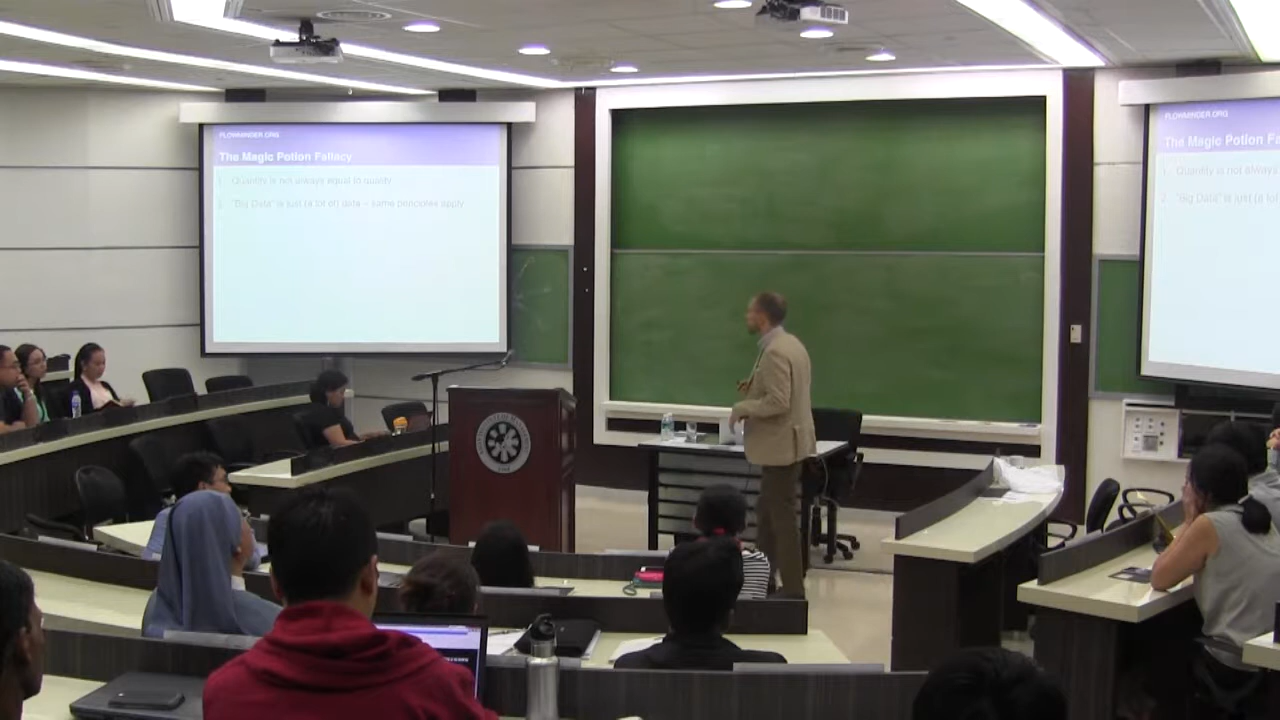 FLOWMINDER.ORG
The Magic Potion Fallacy
1. Quantity is not always equal to quality
2. "Big Data" is just (a lot of) data – same principles apply
FLOWMINDER.ORG
The Magic Potion Fa
1. Quantity is not always
2. "Big Data" is just (a lot